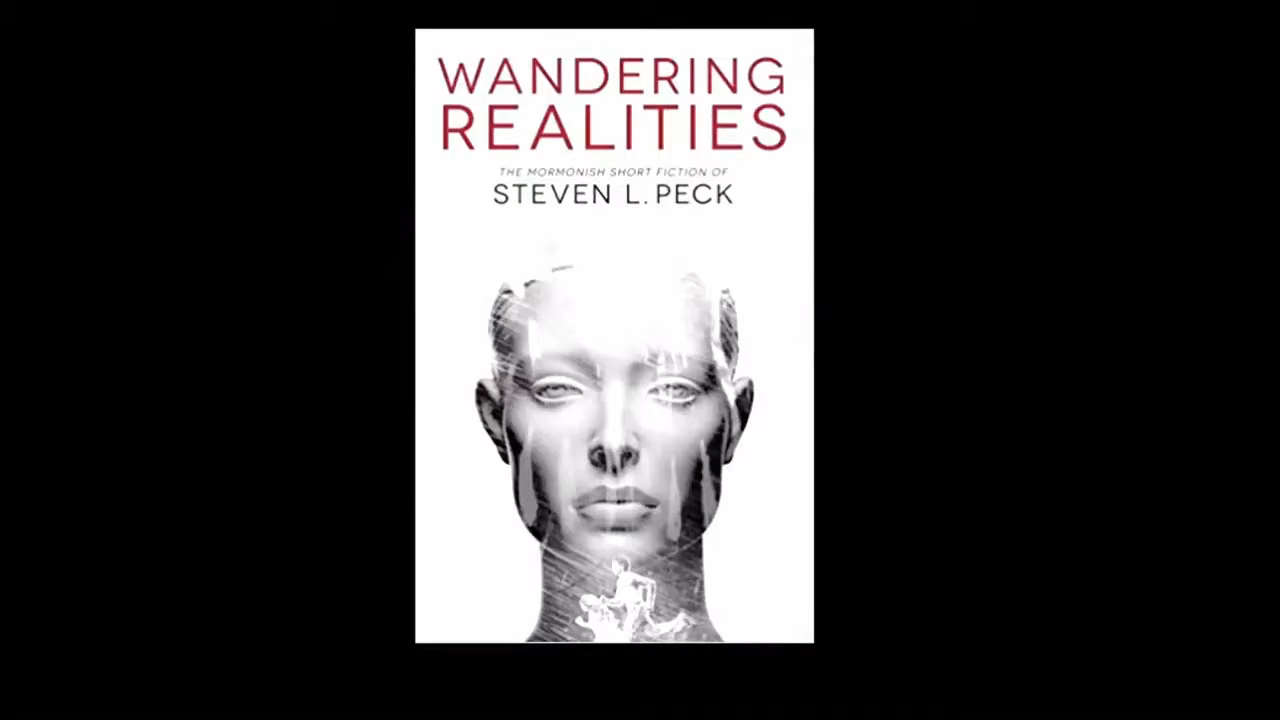 WANDERING
REALITIES
THE MORMONISH SHORT FICTION OF
STEVEN L. PECK